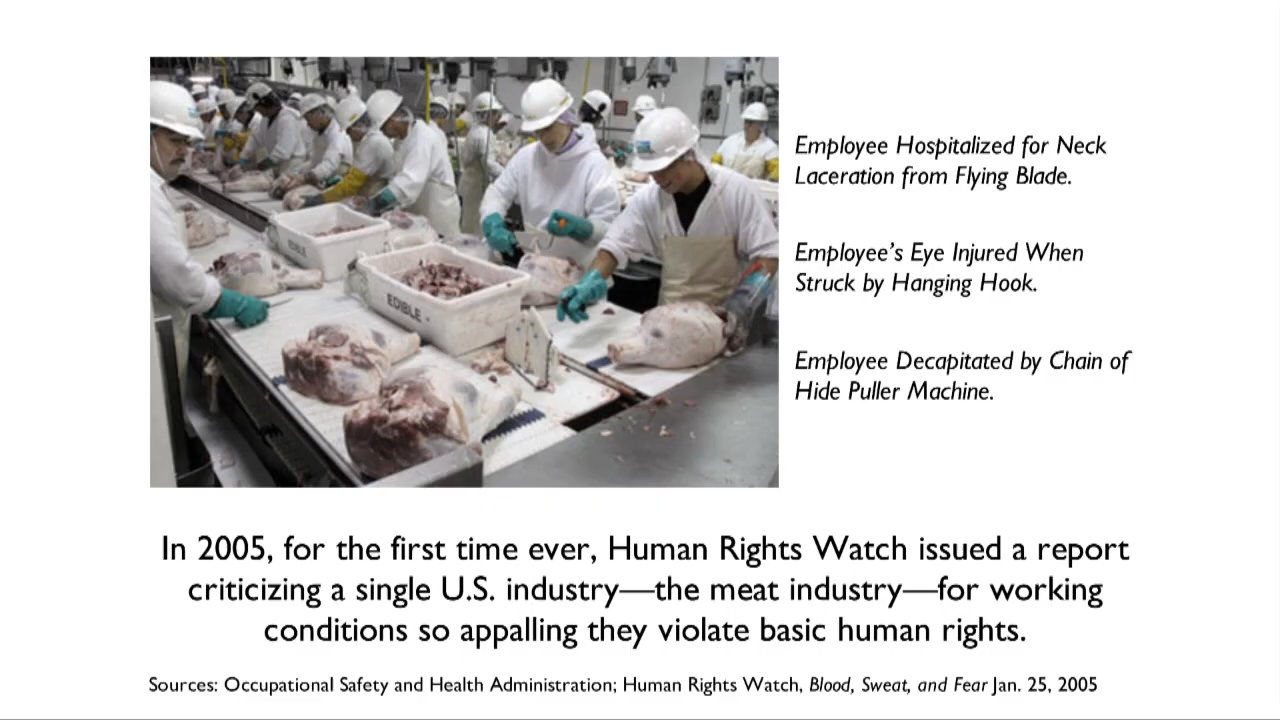 Employee Hospitalized for Neck
Laceration from Flying Blade.
Employee's Eye Injured When
Struck by Hanging Hook.
Employee Decapitated by Chain of
Hide Puller Machine.
EDIBLE
EDIBLE -
In 2005, for the first time ever, Human Rights Watch issued a report
criticizing a single U.S. industry—the meat industry—for working
conditions so appalling they violate basic human rights.
Sources: Occupational Safety and Health Administration; Human Rights Watch, Blood, Sweat, and Fear Jan. 25, 2005